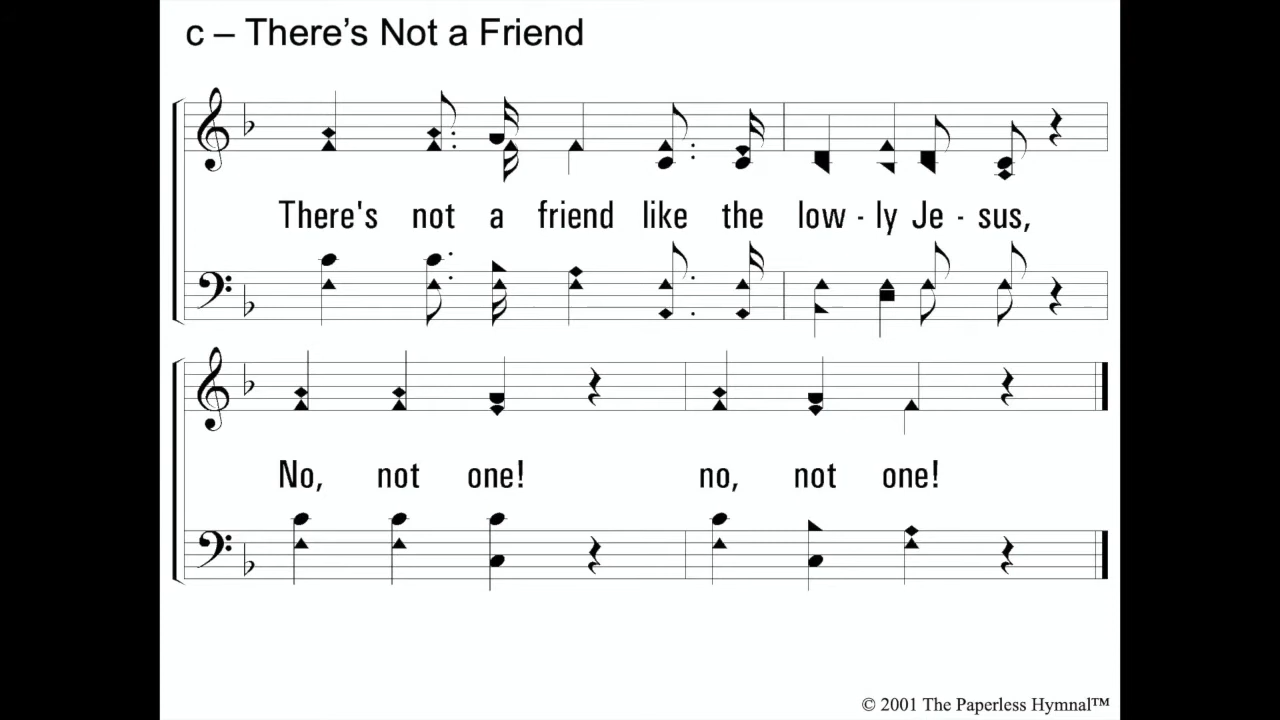 c – There’s Not a Friend
There's not a friend like the low - ly Je - sus,
No, not one! no, not one!
© 2001 The Paperless Hymnal™